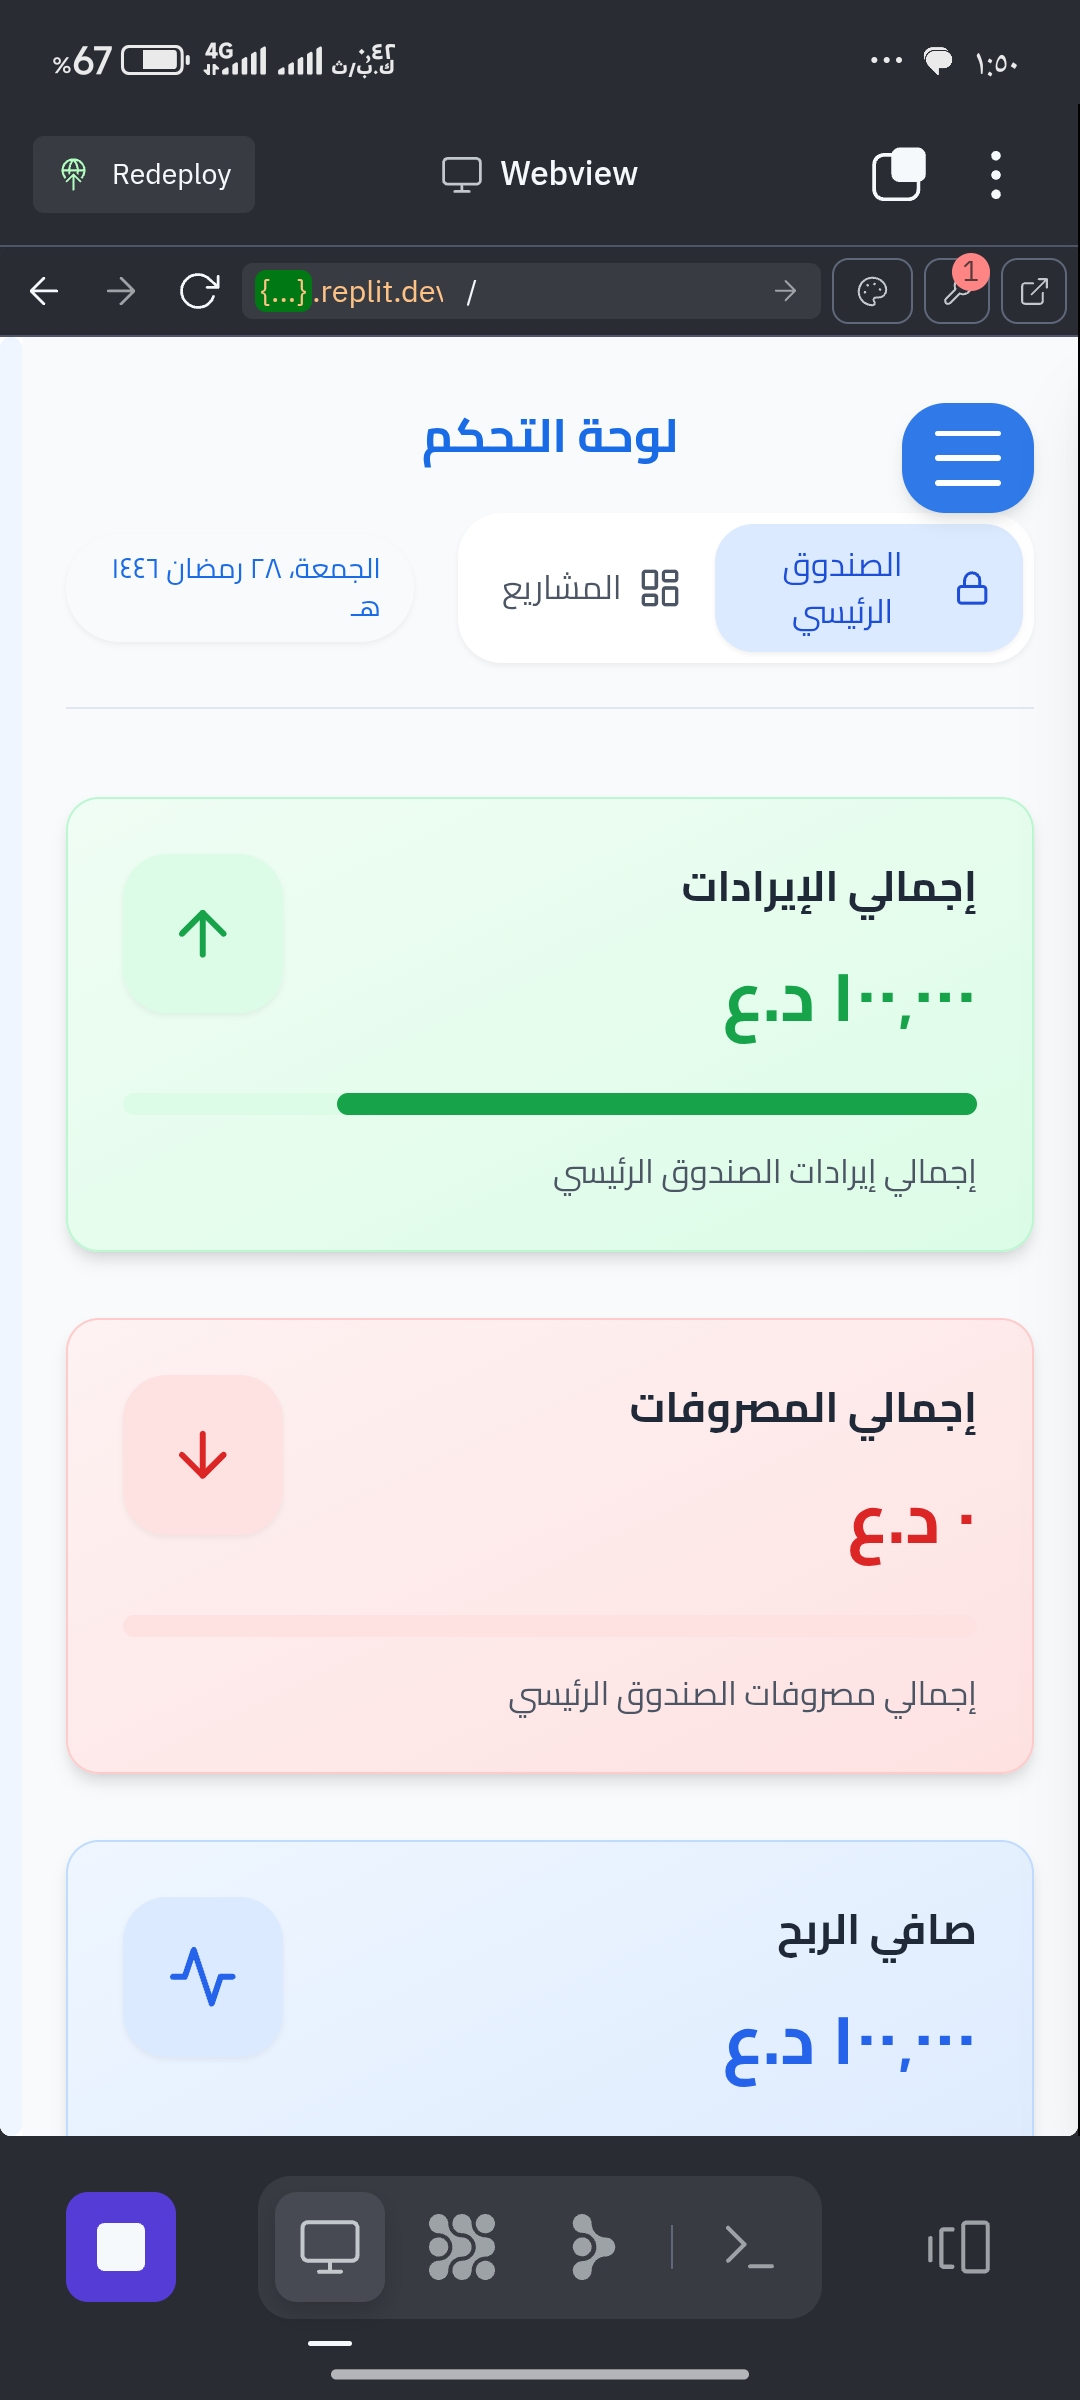 %67 4G ٠٫٤٢ ك.ب/ث ١:٥٠
Redeploy
Webview
{...}.replit.dev /
1
لوحة التحكم
الصندوق
الرئيسي
المشاريع
الجمعة، ٢٨ رمضان ١٤٤٦
هـ
إجمالي الإيرادات
١٠٠,٠٠٠ د.ع
إجمالي إيرادات الصندوق الرئيسي
إجمالي المصروفات
٠ د.ع
إجمالي مصروفات الصندوق الرئيسي
صافي الربح
١٠٠,٠٠٠ د.ع